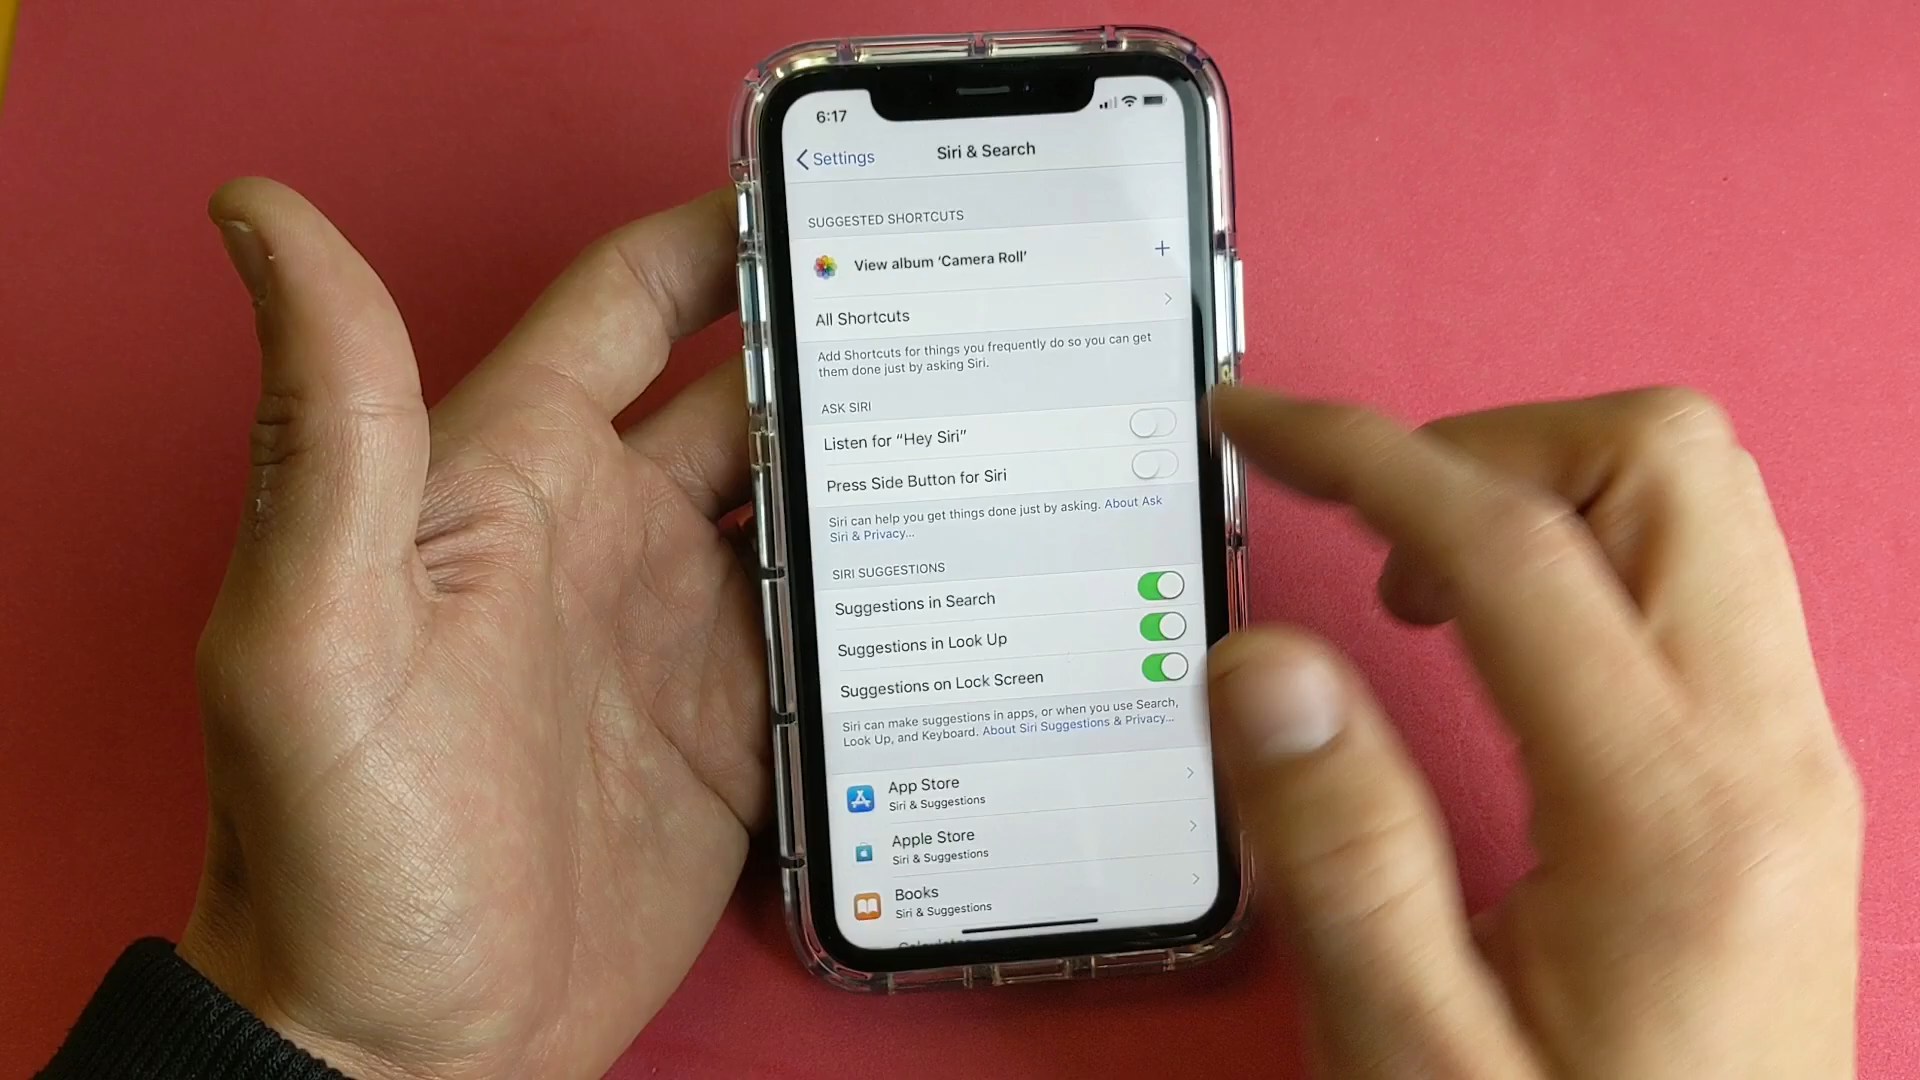 6:17
Settings
Siri & Search
SUGGESTED SHORTCUTS
View album ‘Camera Roll’
All Shortcuts
Add Shortcuts for things you frequently do so you can get
them done just by asking Siri.
ASK SIRI
Listen for “Hey Siri”
Press Side Button for Siri
Siri can help you get things done just by asking. About Ask
Siri & Privacy...
SIRI SUGGESTIONS
Suggestions in Search
Suggestions in Look Up
Suggestions on Lock Screen
Siri can make suggestions in apps, or when you use Search,
Look Up, and Keyboard. About Siri Suggestions & Privacy...
App Store
Siri & Suggestions
Apple Store
Siri & Suggestions
Books
Siri & Suggestions
Calculator